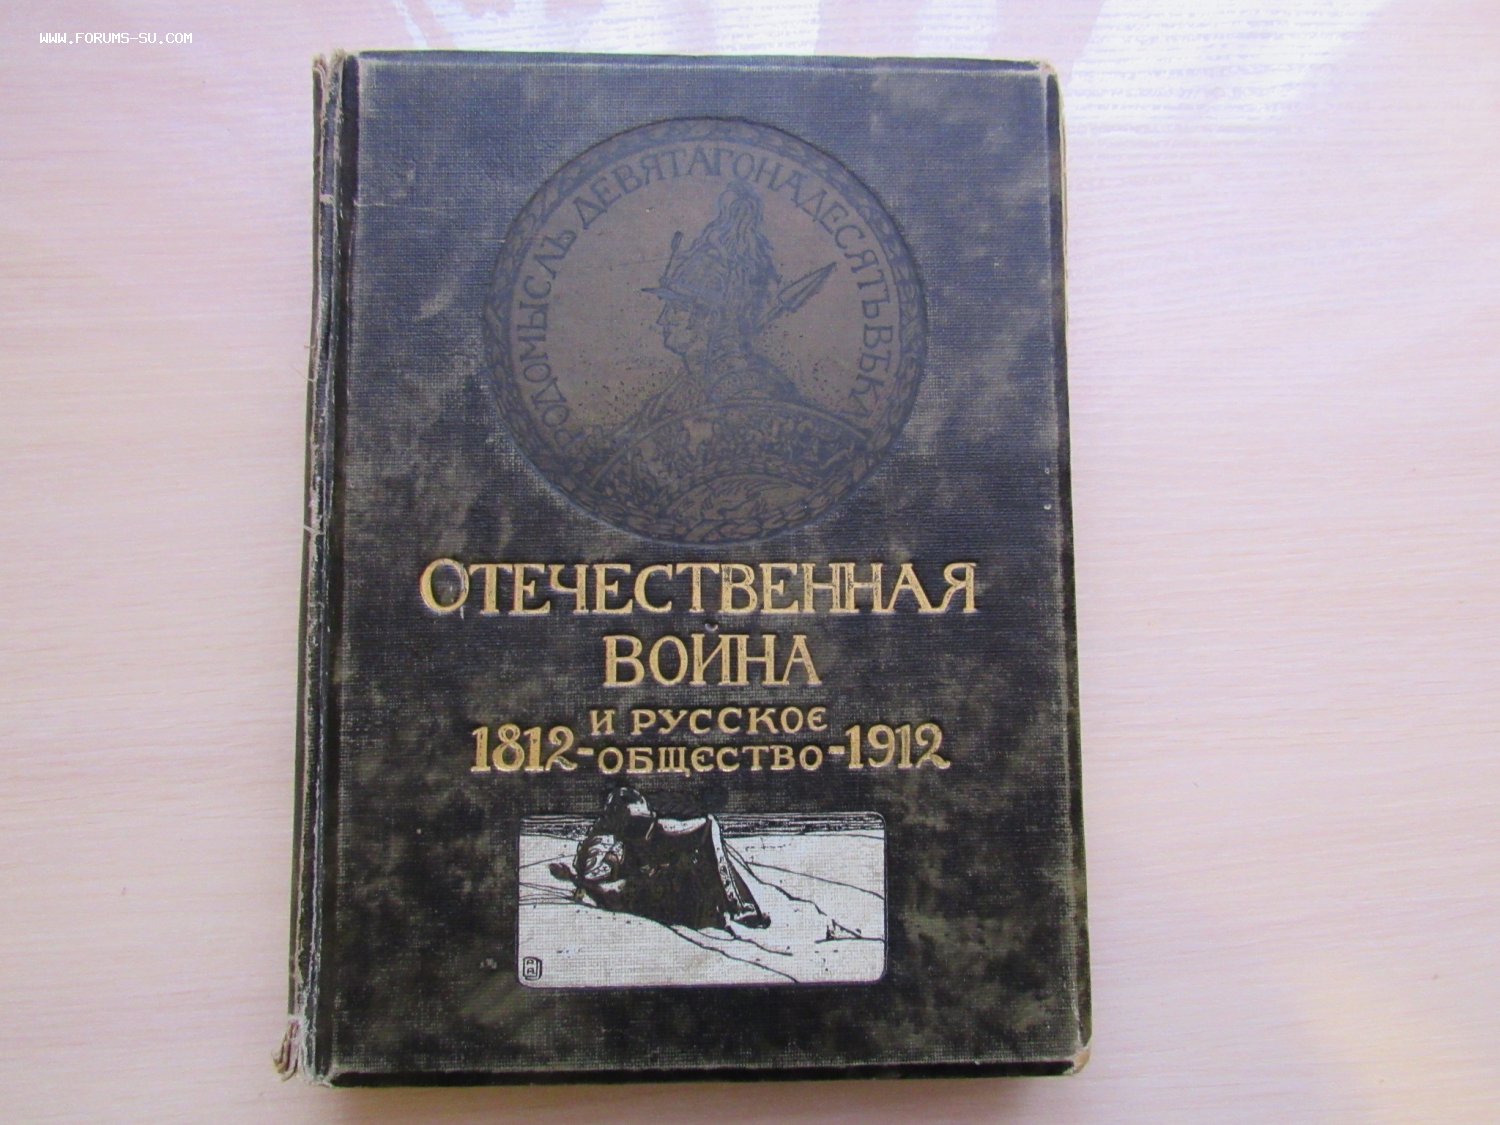 WWW.FORUMS-SU.COM
РОДОМЫСЛЪ ДЕВЯТАГОНАДЕСЯТЬ ВѢКА
ОТЕЧЕСТВЕННАЯ
ВОЙНА
1812- И РУССКОЕ ОБЩЕСТВО -1912